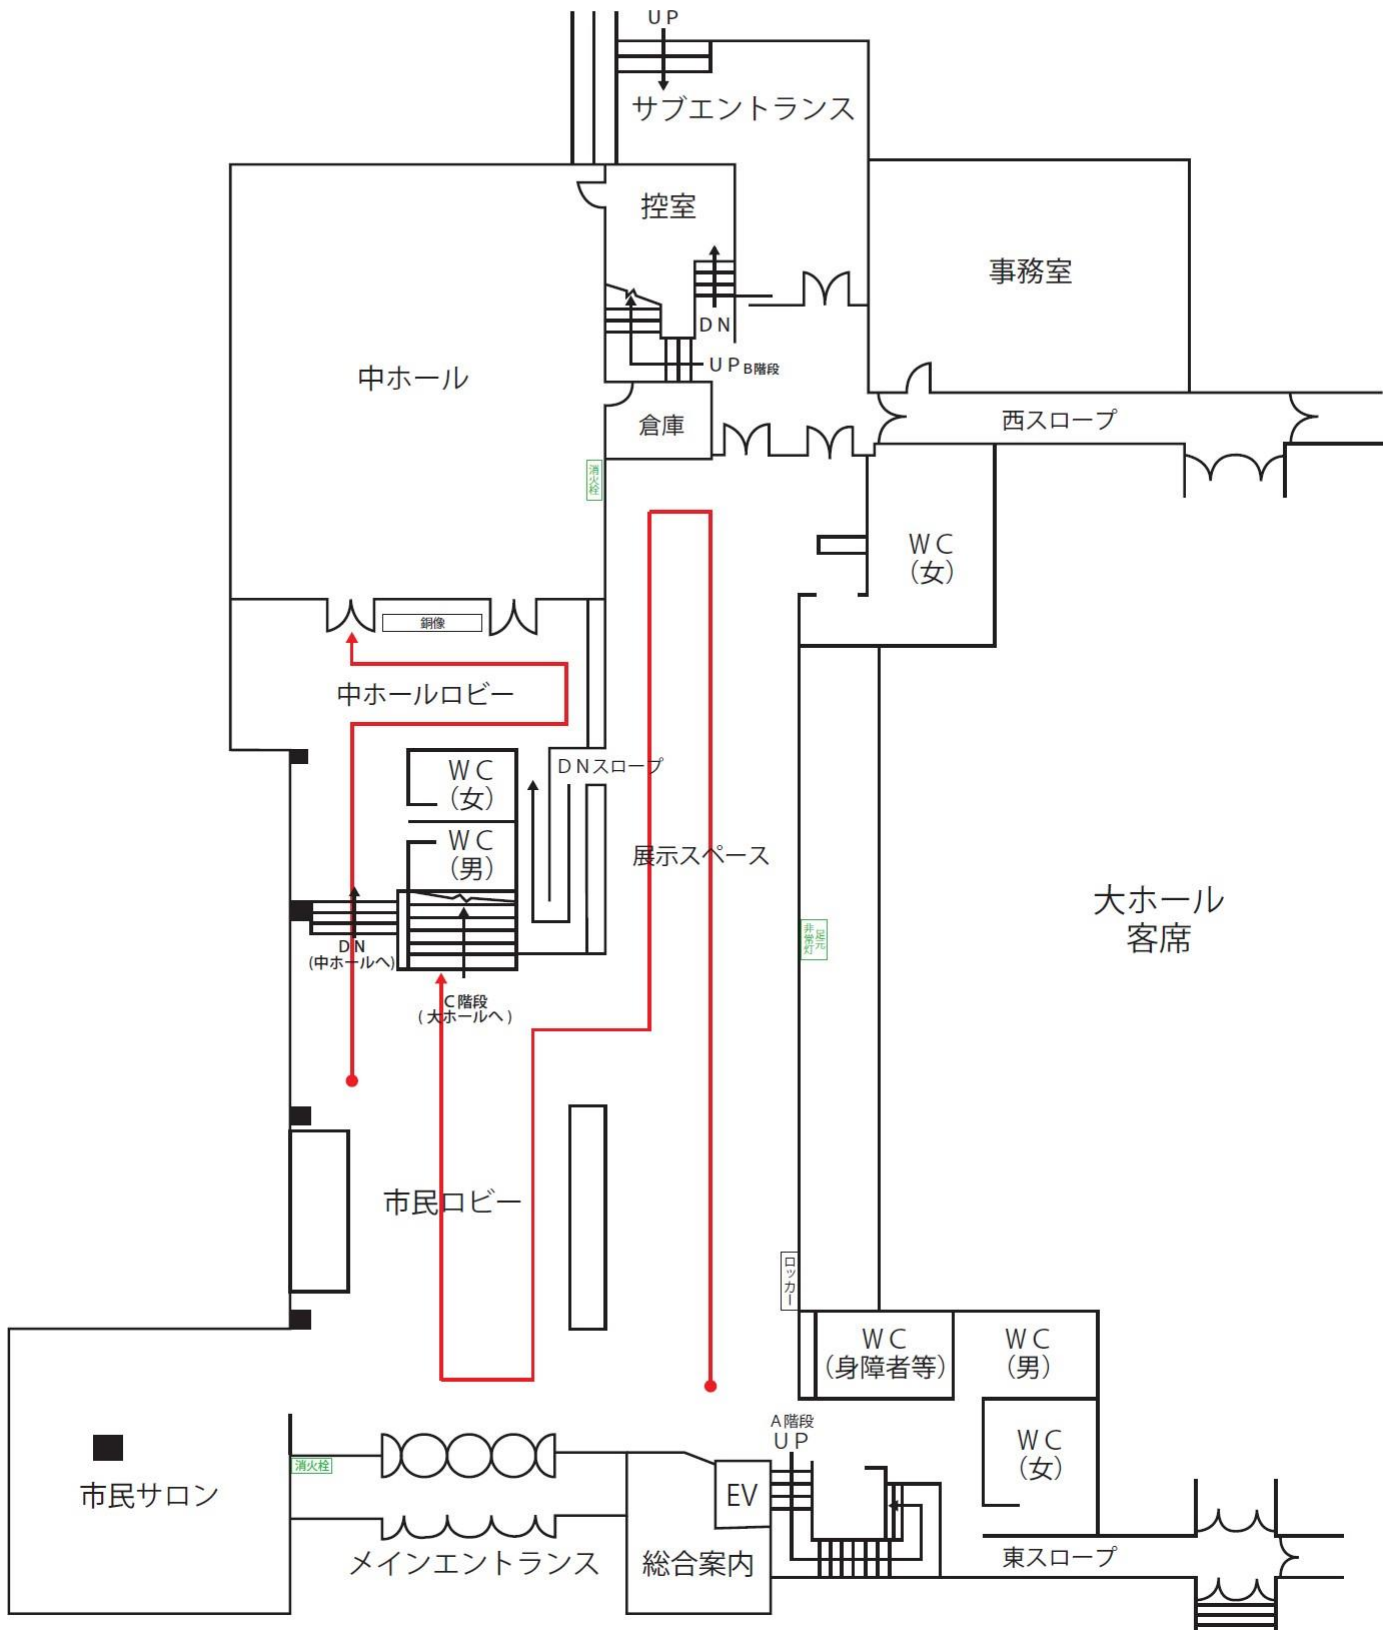 UP
サブエントランス
控室
事務室
DN
中ホール
UP B階段
西スロープ
倉庫
消火栓
WC
(女)
銅像
中ホールロビー
WC
(女)
DNスロープ
WC
(男)
展示スペース
大ホール
客席
足元
非常灯
DN
(中ホールへ)
C階段
(大ホールへ)
市民ロビー
ロッカー
WC
(身障者等)
WC
(男)
A階段
UP
WC
(女)
消火栓
市民サロン
EV
メインエントランス
総合案内
東スロープ